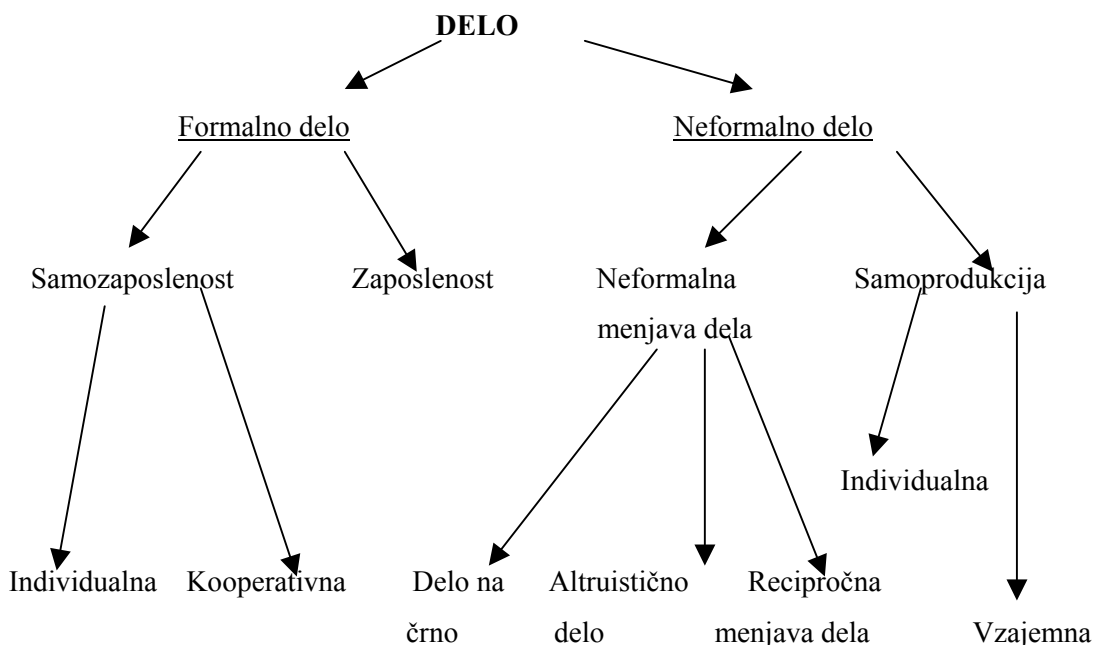 DELO
Formalno delo Neformalno delo
Samozaposlenost Zaposlenost Neformalna Samoprodukcija
menjava dela
Individualna
Individualna Kooperativna Delo na Altruistično Recipročna
črno delo menjava dela Vzajemna